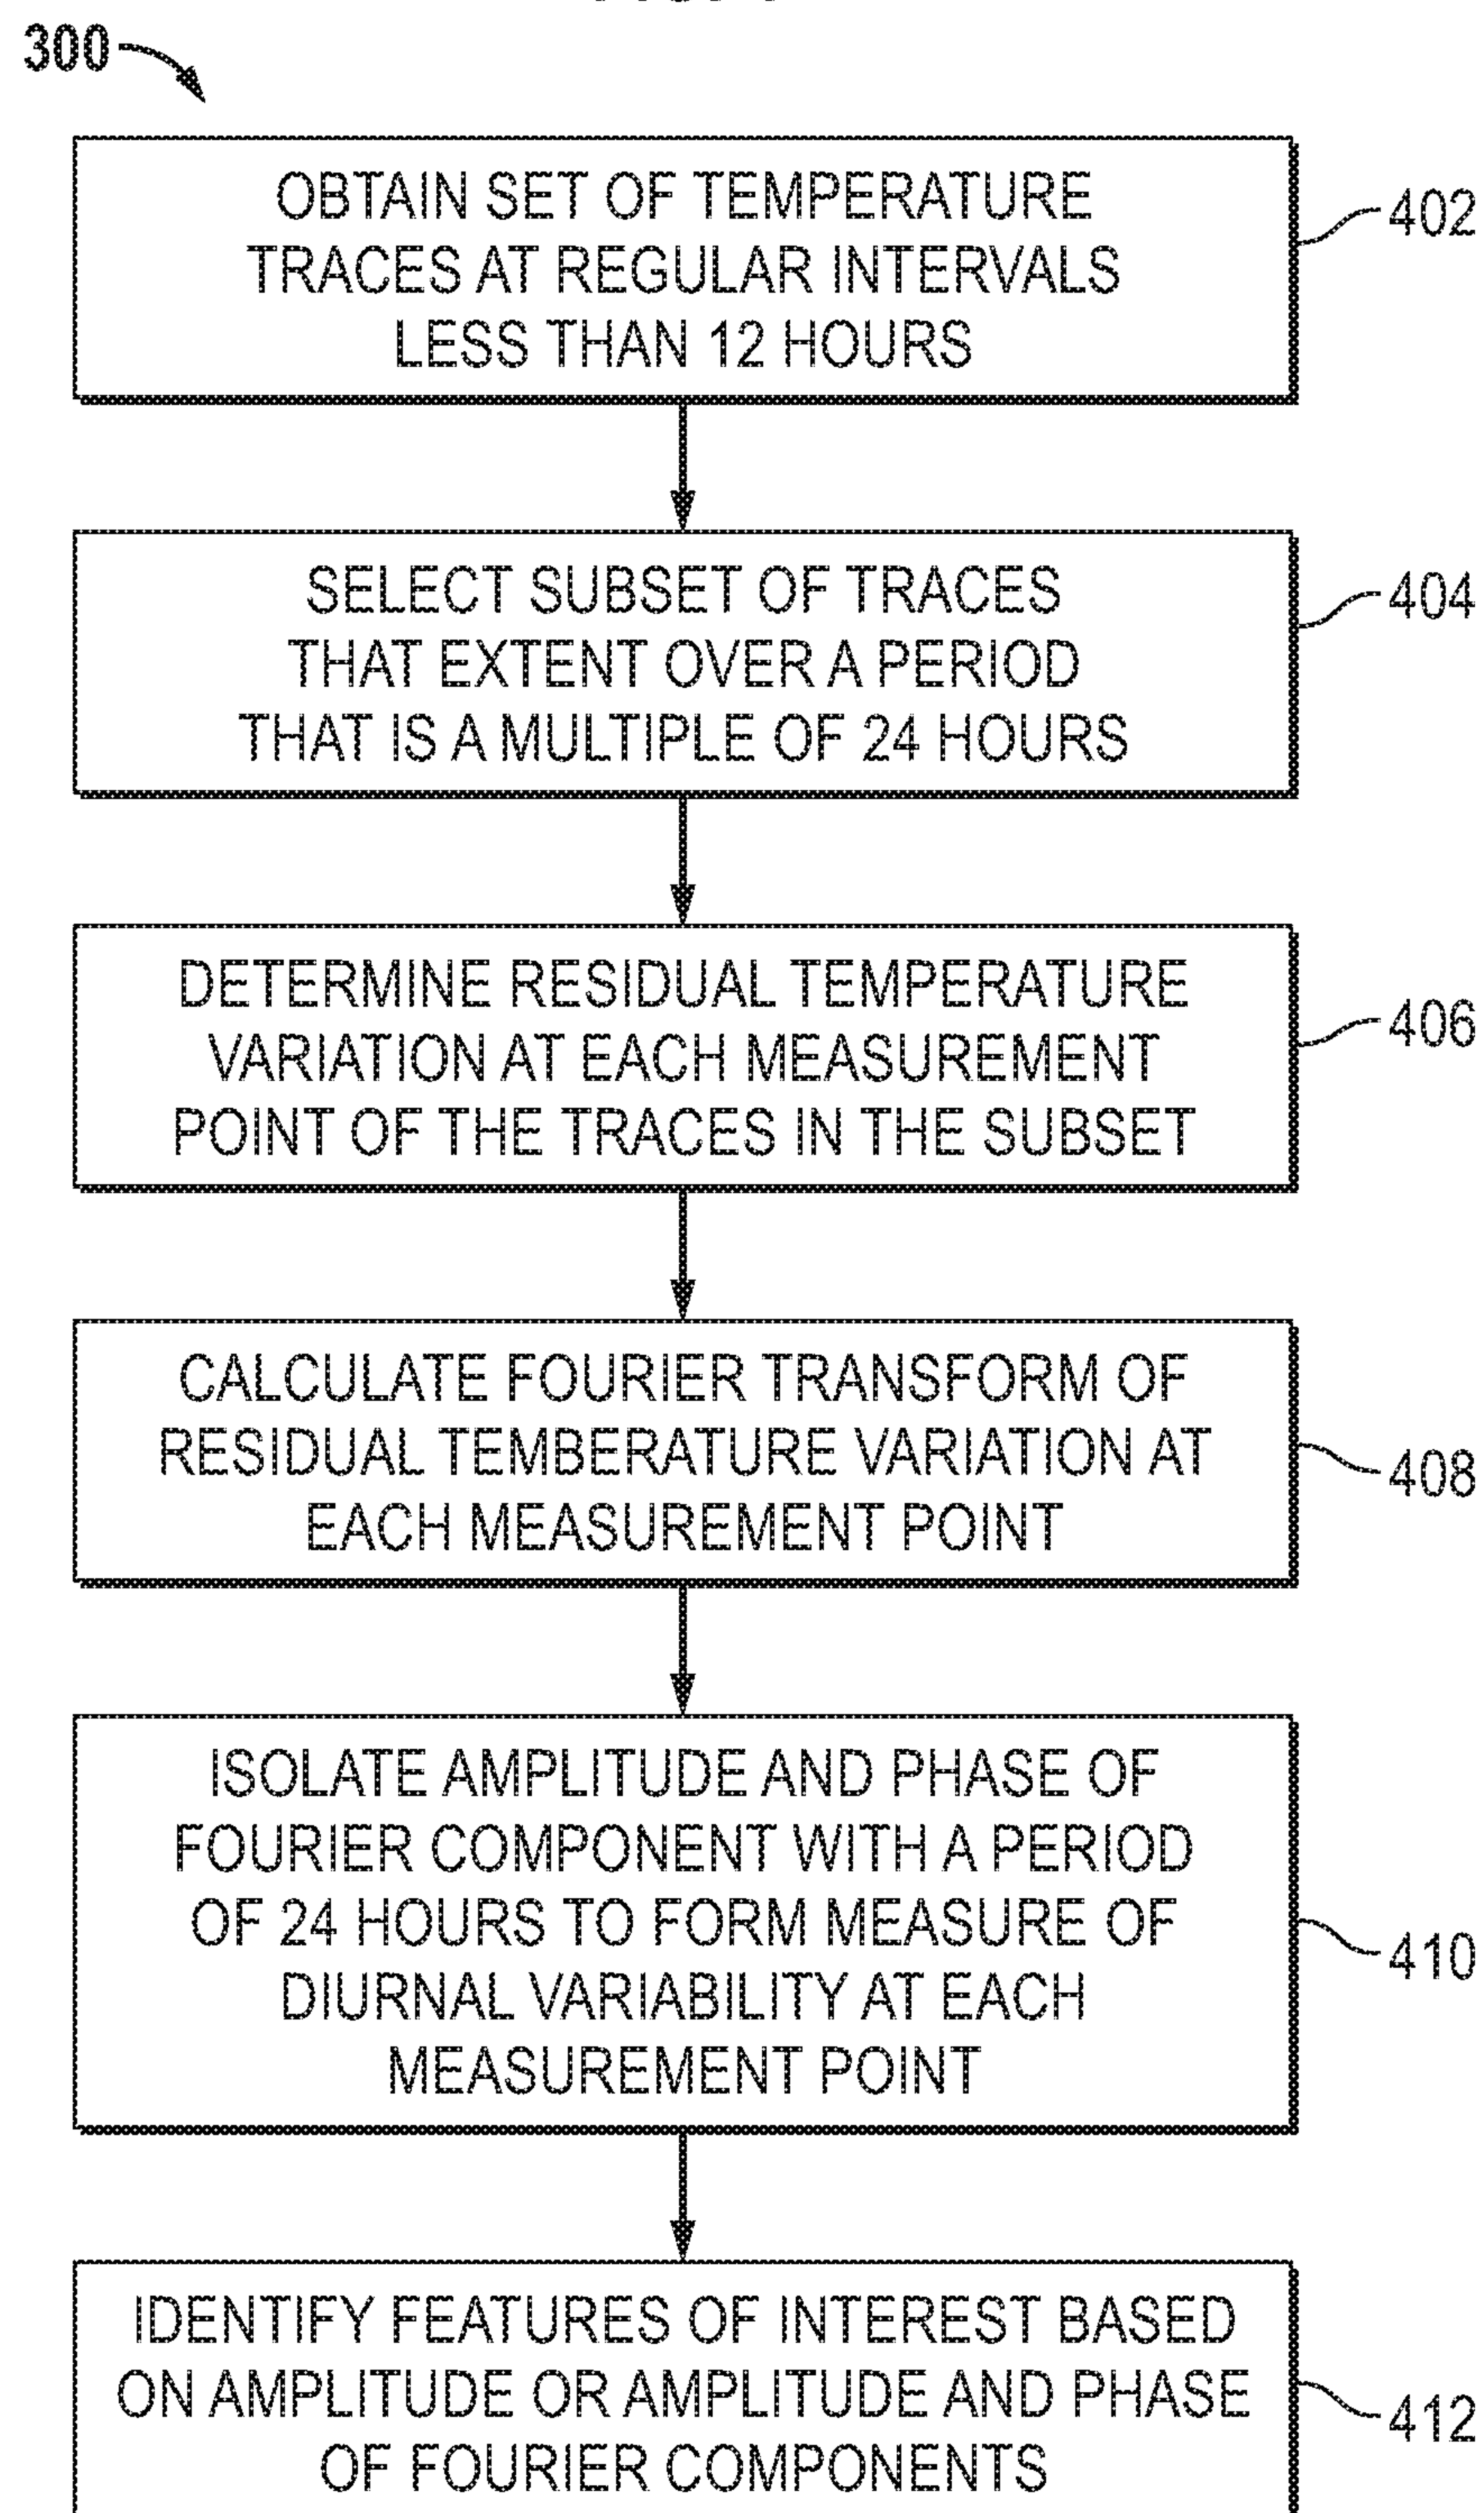 300
OBTAIN SET OF TEMPERATURE
TRACES AT REGULAR INTERVALS
LESS THAN 12 HOURS
402
SELECT SUBSET OF TRACES
THAT EXTENT OVER A PERIOD
THAT IS A MULTIPLE OF 24 HOURS
404
DETERMINE RESIDUAL TEMPERATURE
VARIATION AT EACH MEASUREMENT
POINT OF THE TRACES IN THE SUBSET
406
CALCULATE FOURIER TRANSFORM OF
RESIDUAL TEMBERATURE VARIATION AT
EACH MEASUREMENT POINT
408
ISOLATE AMPLITUDE AND PHASE OF
FOURIER COMPONENT WITH A PERIOD
OF 24 HOURS TO FORM MEASURE OF
DIURNAL VARIABILITY AT EACH
MEASUREMENT POINT
410
IDENTIFY FEATURES OF INTEREST BASED
ON AMPLITUDE OR AMPLITUDE AND PHASE
OF FOURIER COMPONENTS
412